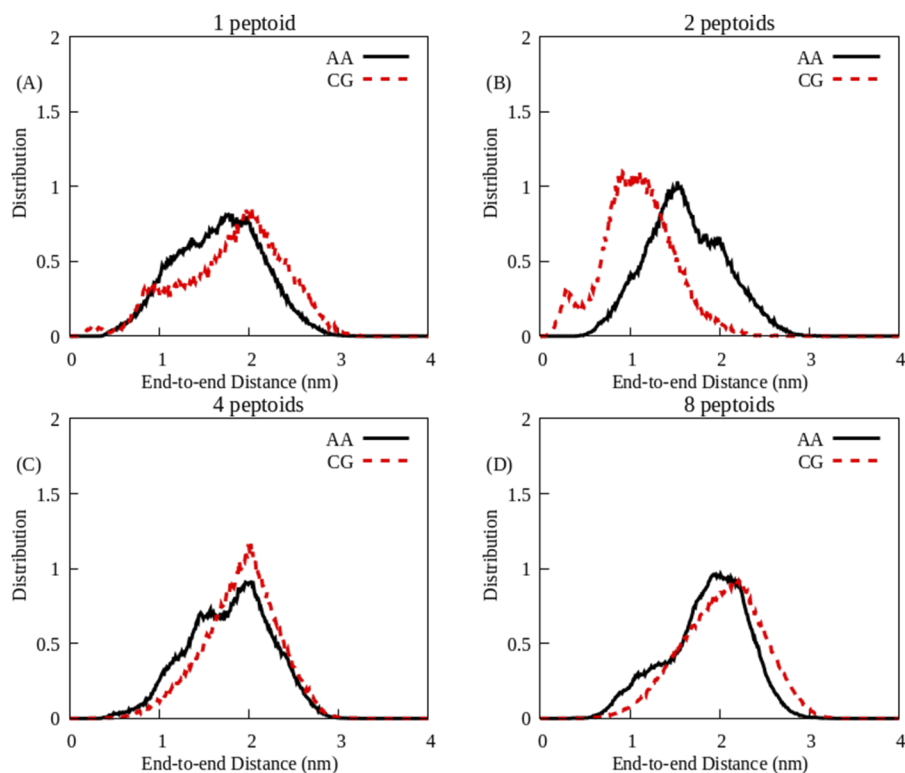 1 peptoid
(A)
Distribution
2
1.5
1
0.5
0
AA
CG
0 1 2 3 4
End-to-end Distance (nm)
2 peptoids
(B)
Distribution
2
1.5
1
0.5
0
AA
CG
0 1 2 3 4
End-to-end Distance (nm)
4 peptoids
(C)
Distribution
2
1.5
1
0.5
0
AA
CG
0 1 2 3 4
End-to-end Distance (nm)
8 peptoids
(D)
Distribution
2
1.5
1
0.5
0
AA
CG
0 1 2 3 4
End-to-end Distance (nm)